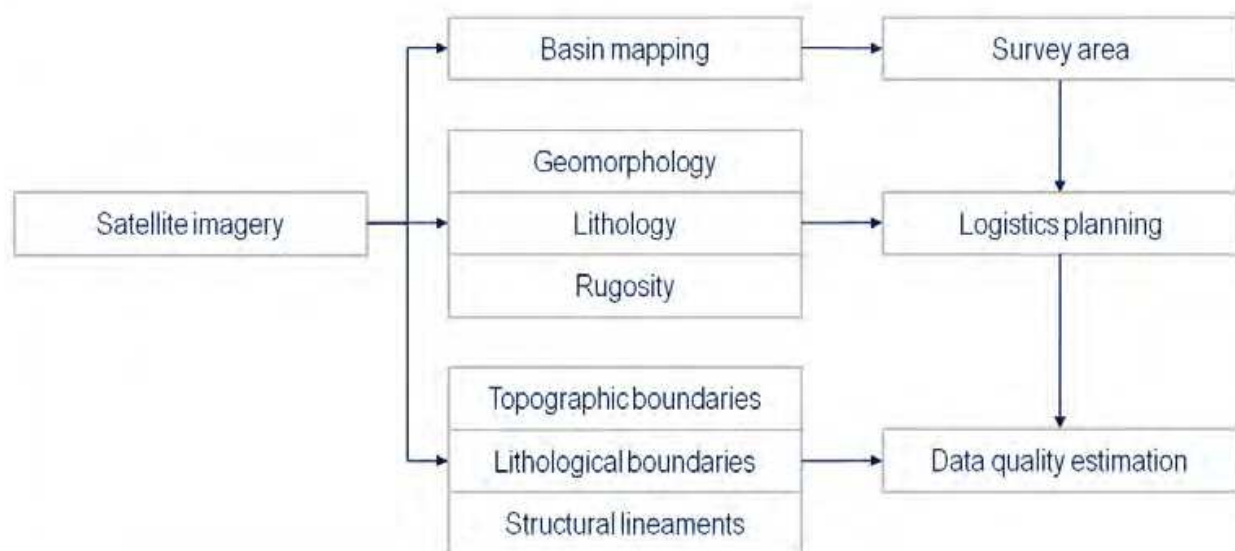 Basin mapping
Survey area
Geomorphology
Satellite imagery
Lithology
Logistics planning
Rugosity
Topographic boundaries
Lithological boundaries
Data quality estimation
Structural lineaments